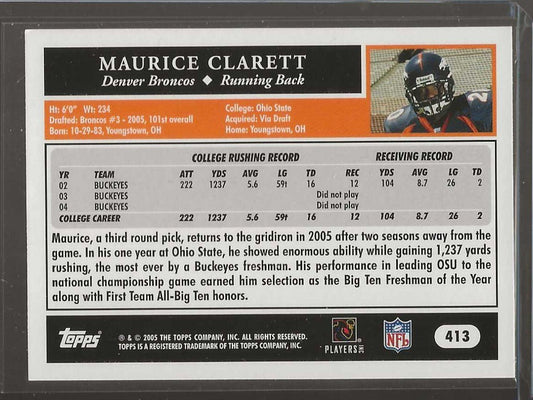 MAURICE CLARETT
Denver Broncos ◆ Running Back
Ht: 6'0" Wt: 234 College: Ohio State
Drafted: Broncos #3 - 2005, 101st overall Acquired: Via Draft
Born: 10-29-83, Youngstown, OH Home: Youngstown, OH
COLLEGE RUSHING RECORD RECEIVING RECORD
YR TEAM ATT YDS AVG LG TD REC YDS AVG LG TD
02 BUCKEYES 222 1237 5.6 59t 16 12 104 8.7 26 2
03 BUCKEYES Did not play
04 BUCKEYES Did not play
COLLEGE CAREER 222 1237 5.6 59t 16 12 104 8.7 26 2
Maurice, a third round pick, returns to the gridiron in 2005 after two seasons away from the
game. In his one year at Ohio State, he showed enormous ability while gaining 1,237 yards
rushing, the most ever by a Buckeyes freshman. His performance in leading OSU to the
national championship game earned him selection as the Big Ten Freshman of the Year
along with First Team All-Big Ten honors.
Topps
® & © 2005 THE TOPPS COMPANY, INC. ALL RIGHTS RESERVED.
TOPPS IS A REGISTERED TRADEMARK OF THE TOPPS COMPANY, INC.
PLAYERS INC
NFL
413